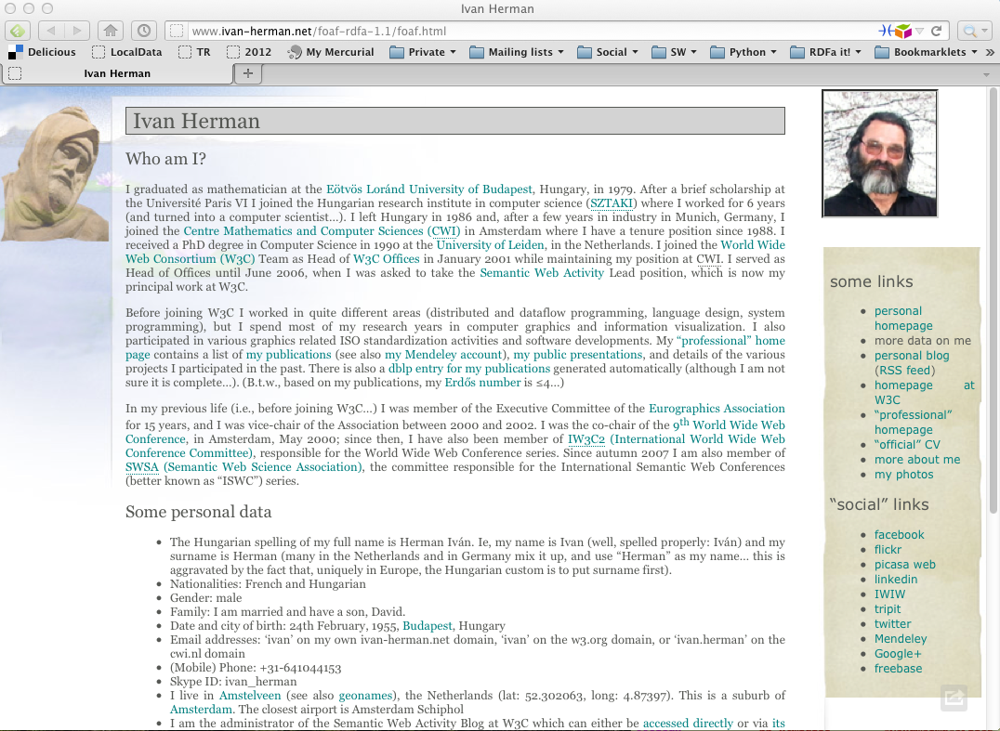 Ivan Herman
www.ivan-herman.net/foaf-rdfa-1.1/foaf.html
Delicious LocalData TR 2012 My Mercurial Private Mailing lists Social SW Python RDFa it! Bookmarklets »
Ivan Herman +
Ivan Herman
Who am I?
I graduated as mathematician at the Eötvös Loránd University of Budapest, Hungary, in 1979. After a brief scholarship at
the Université Paris VI I joined the Hungarian research institute in computer science (SZTAKI) where I worked for 6 years
(and turned into a computer scientist…). I left Hungary in 1986 and, after a few years in industry in Munich, Germany, I
joined the Centre Mathematics and Computer Sciences (CWI) in Amsterdam where I have a tenure position since 1988. I
received a PhD degree in Computer Science in 1990 at the University of Leiden, in the Netherlands. I joined the World Wide
Web Consortium (W3C) Team as Head of W3C Offices in January 2001 while maintaining my position at CWI. I served as
Head of Offices until June 2006, when I was asked to take the Semantic Web Activity Lead position, which is now my
principal work at W3C.
Before joining W3C I worked in quite different areas (distributed and dataflow programming, language design, system
programming), but I spend most of my research years in computer graphics and information visualization. I also
participated in various graphics related ISO standardization activities and software developments. My “professional” home
page contains a list of my publications (see also my Mendeley account), my public presentations, and details of the various
projects I participated in the past. There is also a dblp entry for my publications generated automatically (although I am not
sure it is complete…). (B.t.w., based on my publications, my Erdős number is ≤4…)
In my previous life (i.e., before joining W3C…) I was member of the Executive Committee of the Eurographics Association
for 15 years, and I was vice-chair of the Association between 2000 and 2002. I was the co-chair of the 9th World Wide Web
Conference, in Amsterdam, May 2000; since then, I have also been member of IW3C2 (International World Wide Web
Conference Committee), responsible for the World Wide Web Conference series. Since autumn 2007 I am also member of
SWSA (Semantic Web Science Association), the committee responsible for the International Semantic Web Conferences
(better known as “ISWC”) series.
Some personal data
• The Hungarian spelling of my full name is Herman Iván. Ie, my name is Ivan (well, spelled properly: Iván) and my
surname is Herman (many in the Netherlands and in Germany mix it up, and use “Herman” as my name… this is
aggravated by the fact that, uniquely in Europe, the Hungarian custom is to put surname first).
• Nationalities: French and Hungarian
• Gender: male
• Family: I am married and have a son, David.
• Date and city of birth: 24th February, 1955, Budapest, Hungary
• Email addresses: ‘ivan’ on my own ivan-herman.net domain, ‘ivan’ on the w3.org domain, or ‘ivan.herman’ on the
cwi.nl domain
• (Mobile) Phone: +31-641044153
• Skype ID: ivan_herman
• I live in Amstelveen (see also geonames), the Netherlands (lat: 52.302063, long: 4.87397). This is a suburb of
Amsterdam. The closest airport is Amsterdam Schiphol
• I am the administrator of the Semantic Web Activity Blog at W3C which can either be accessed directly or via its
some links
• personal
homepage
• more data on me
• personal blog
(RSS feed)
• homepage at
W3C
• “professional”
homepage
• “official” CV
• more about me
• my photos
“social” links
• facebook
• flickr
• picasa web
• linkedin
• IWIW
• tripit
• twitter
• Mendeley
• Google+
• freebase